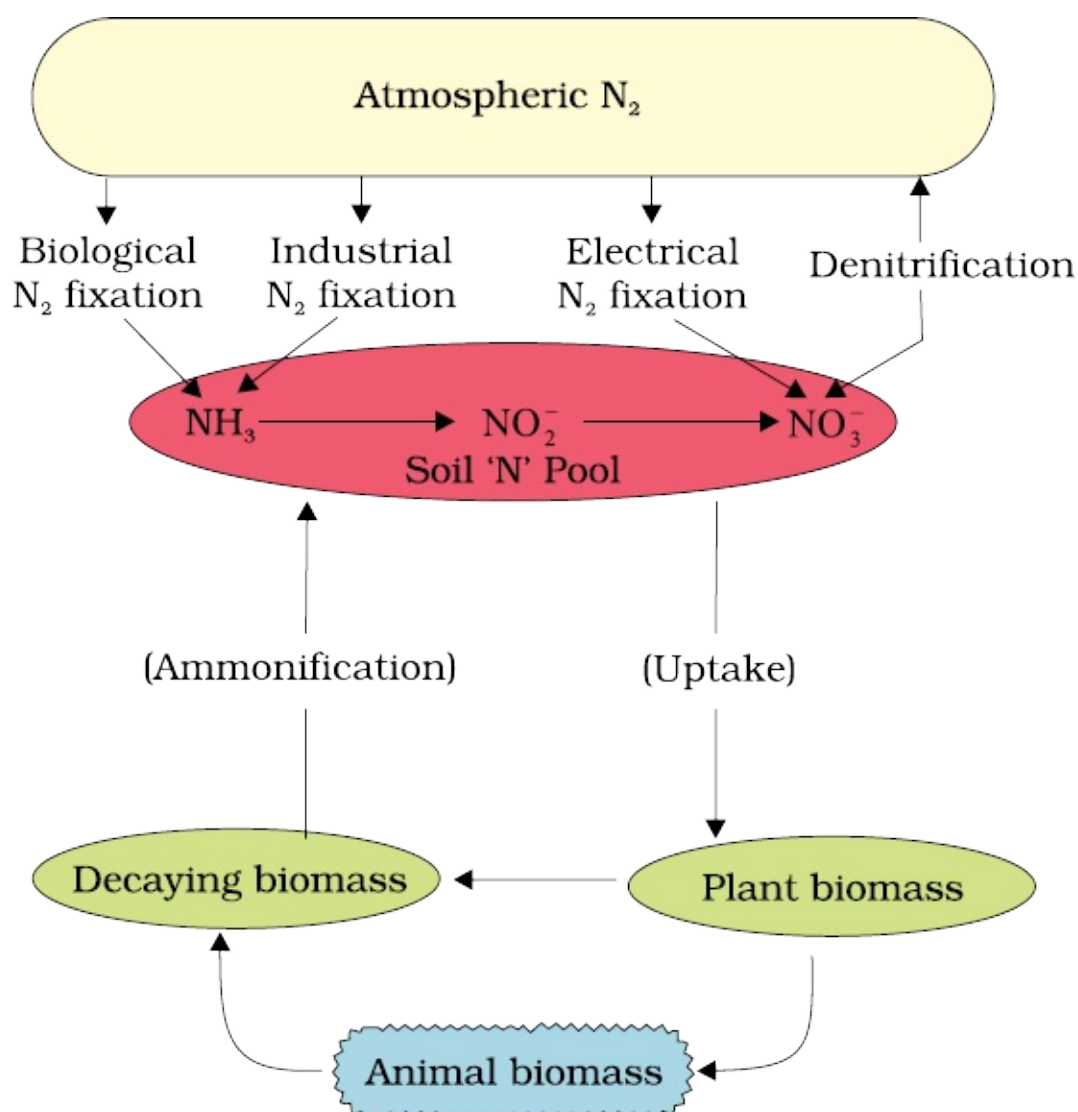 Atmospheric N₂
Biological
N₂ fixation
Industrial
N₂ fixation
Electrical
N₂ fixation
Denitrification
NH₃
NO₂⁻
NO₃⁻
Soil ‘N’ Pool
(Ammonification)
(Uptake)
Decaying biomass
Plant biomass
Animal biomass